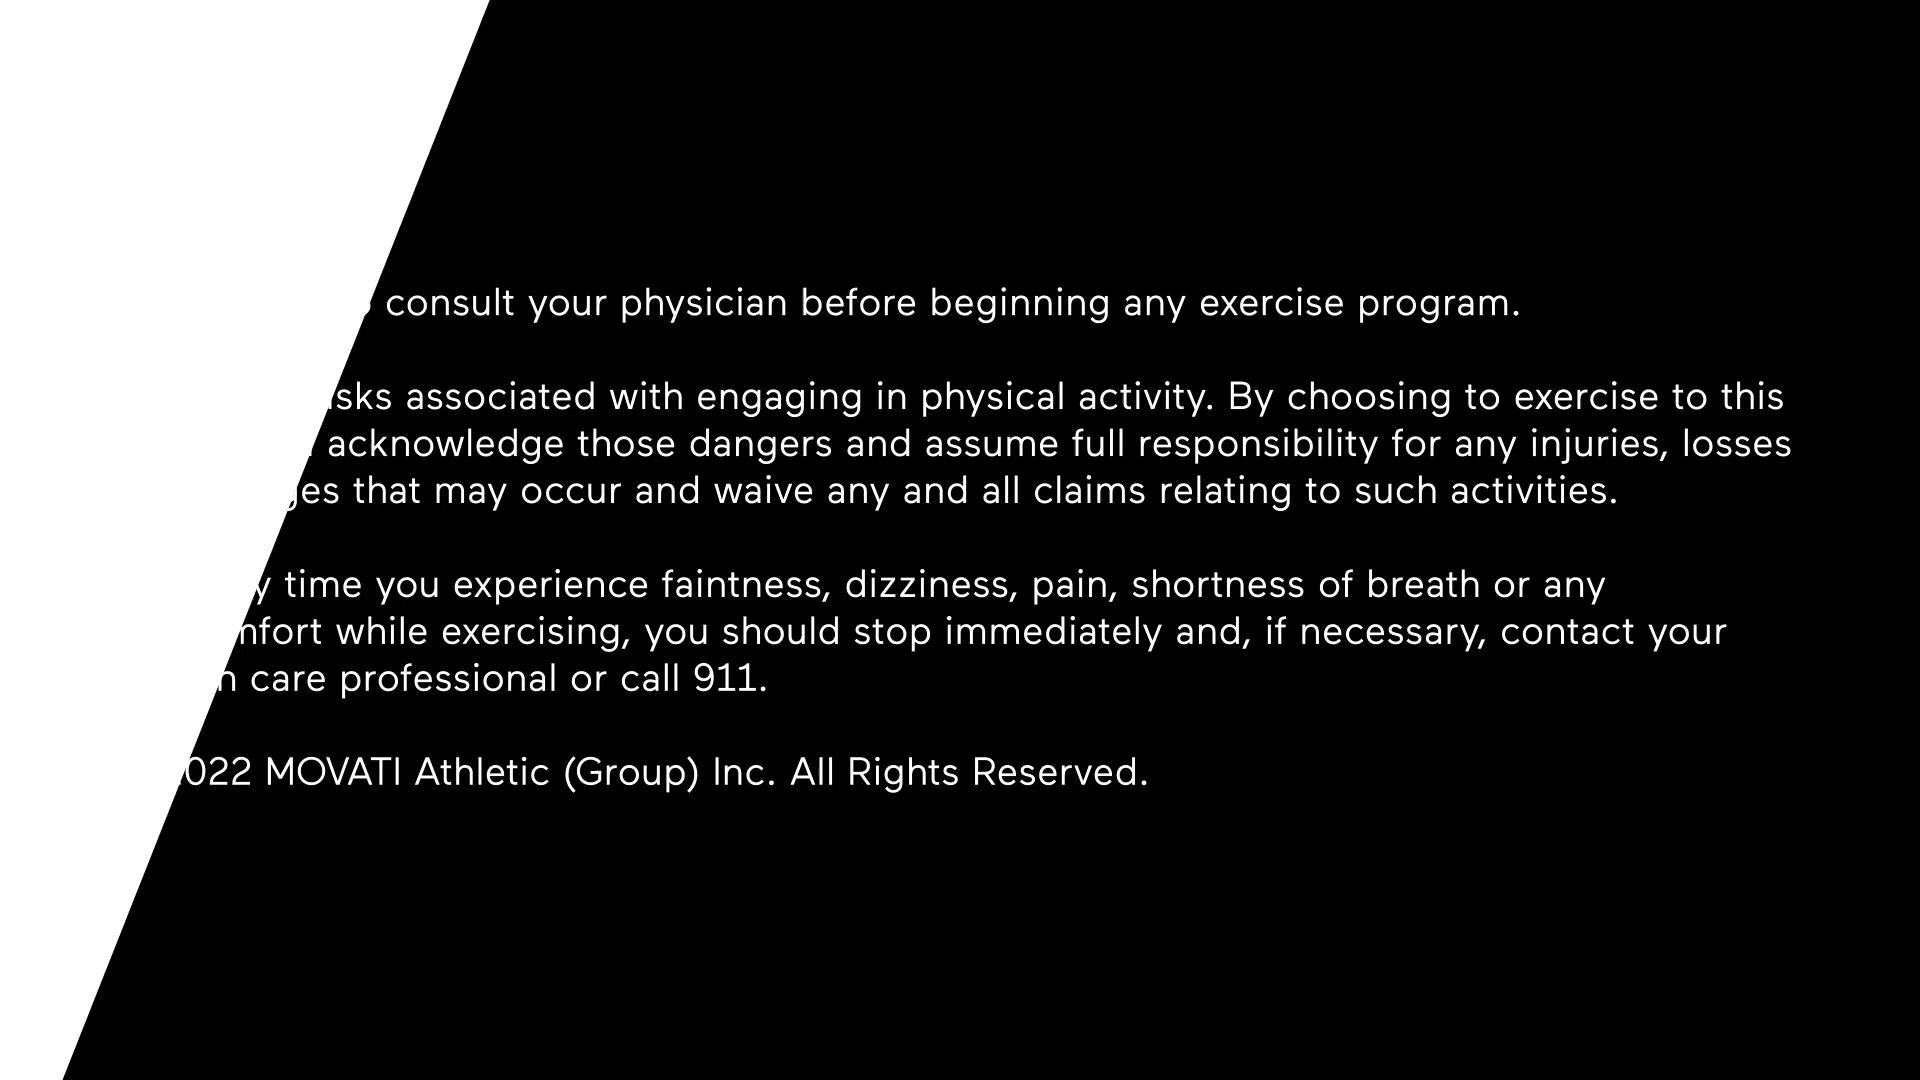 consult your physician before beginning any exercise program.
associated with engaging in physical activity. By choosing to exercise to this
acknowledge those dangers and assume full responsibility for any injuries, losses
that may occur and waive any and all claims relating to such activities.
time you experience faintness, dizziness, pain, shortness of breath or any
while exercising, you should stop immediately and, if necessary, contact your
care professional or call 911.
MOVATI Athletic (Group) Inc. All Rights Reserved.